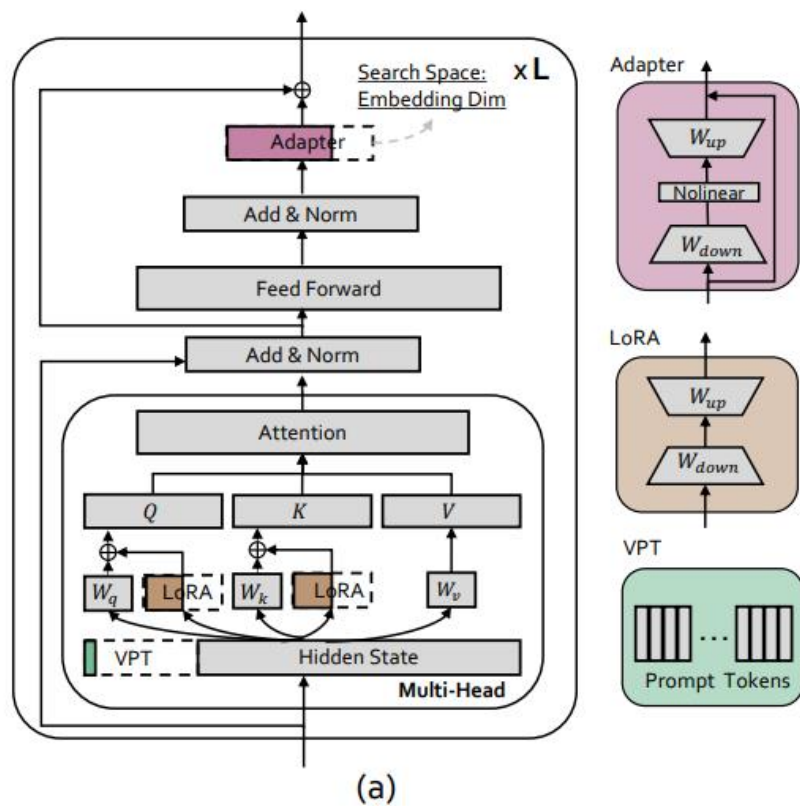 x L
Search Space:
Embedding Dim
Adapter
Add & Norm
Feed Forward
Add & Norm
Attention
Q K V
W_q LoRA W_k LoRA W_v
VPT Hidden State
Multi-Head
Adapter
W_up
Nolinear
W_down
LoRA
W_up
W_down
VPT
...
Prompt Tokens
(a)